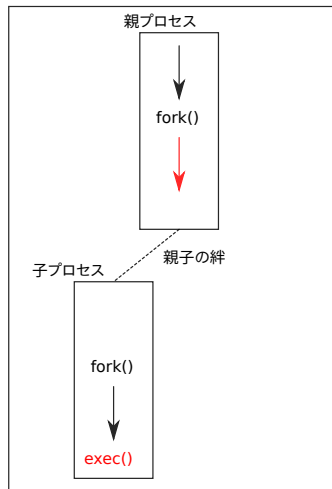 親プロセス
fork()
親子の絆
子プロセス
fork()
exec()